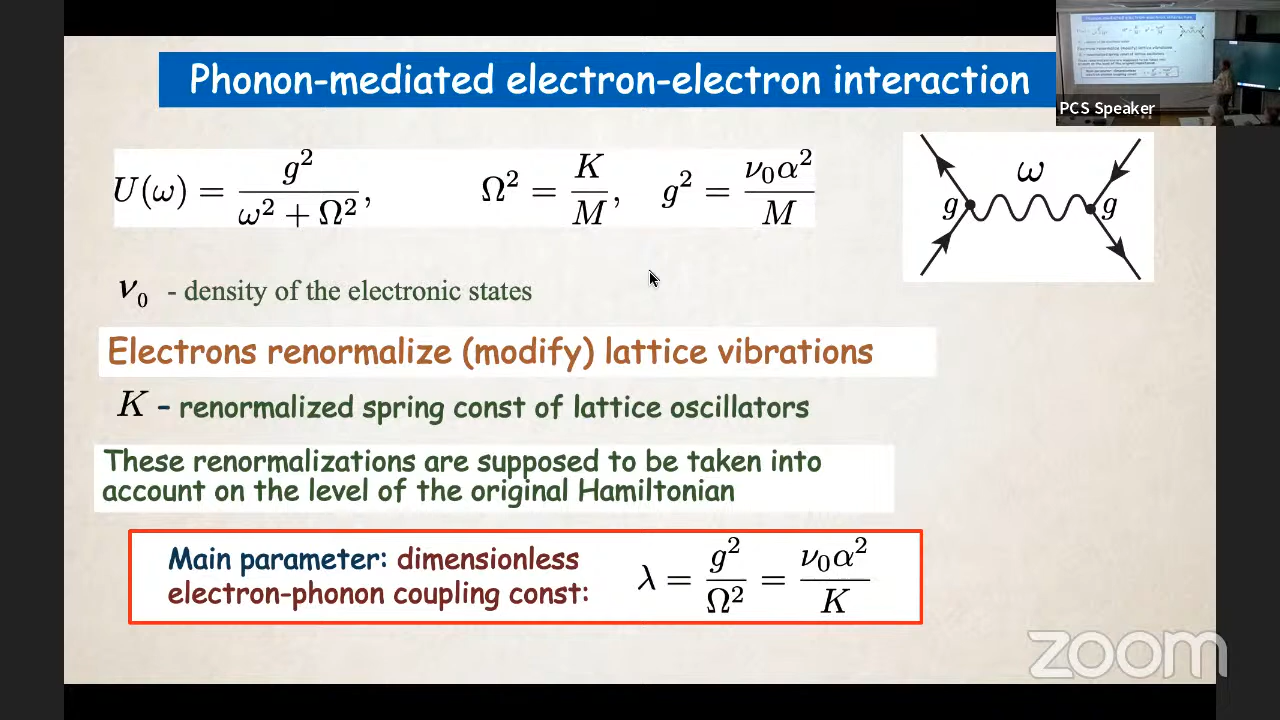 Phonon-mediated electron-electron interaction
PCS Speaker
U(ω) = g² / (ω² + Ω²), Ω² = K/M, g² = ν₀α²/M
ω
g g
ν₀ - density of the electronic states
Electrons renormalize (modify) lattice vibrations
K – renormalized spring const of lattice oscillators
These renormalizations are supposed to be taken into
account on the level of the original Hamiltonian
Main parameter: dimensionless
electron-phonon coupling const:
λ = g²/Ω² = ν₀α²/K
zoom